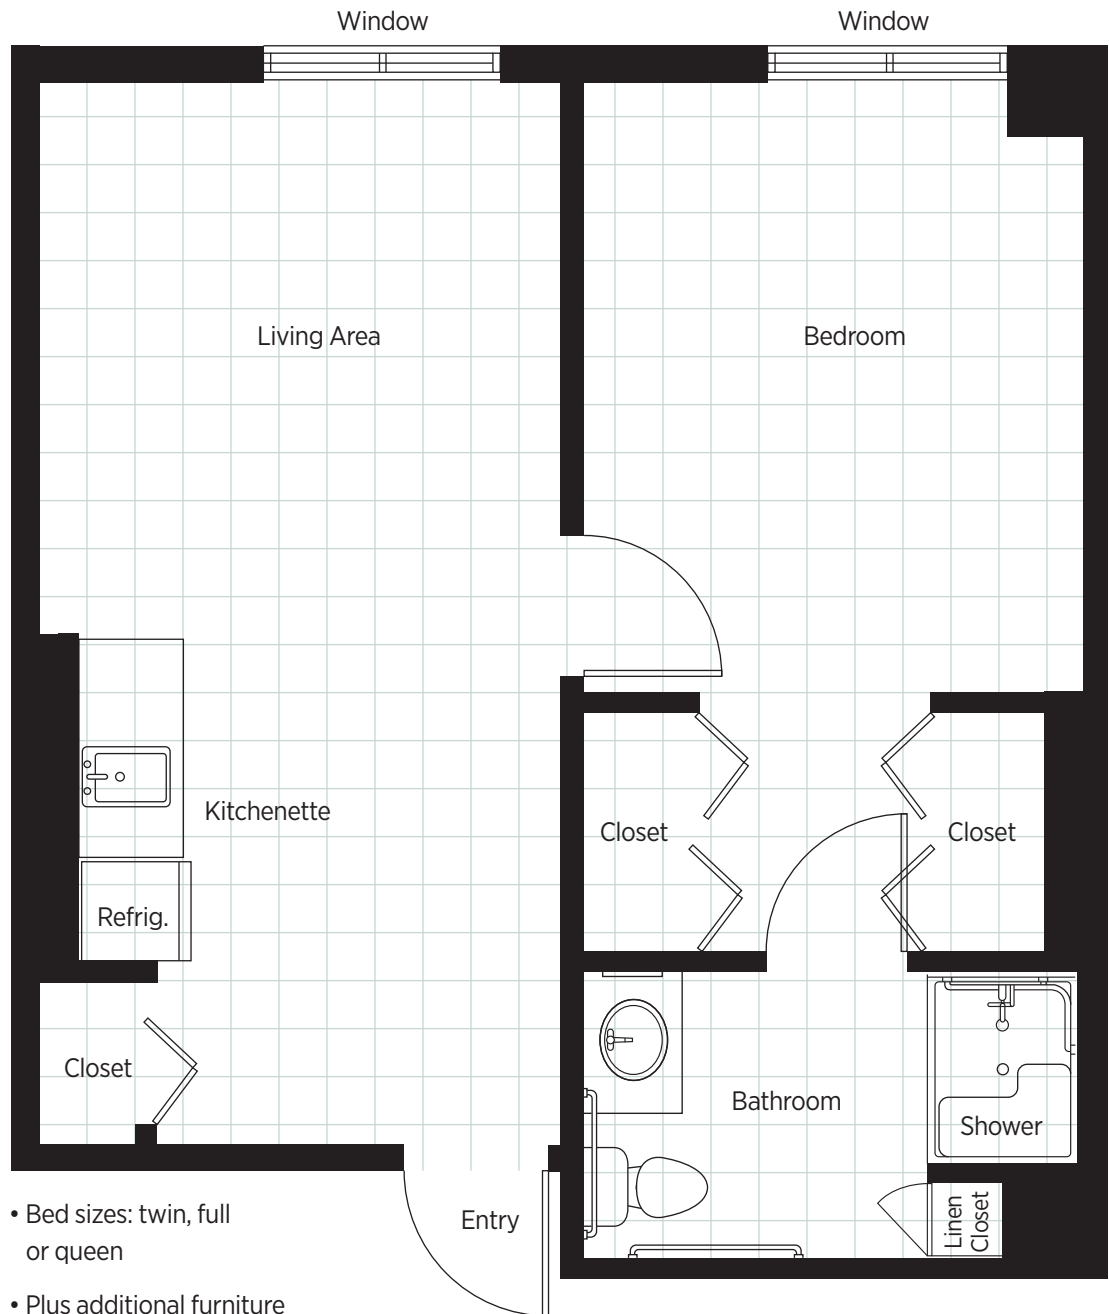 Window
Window
Living Area
Bedroom
Kitchenette
Closet
Closet
Refrig.
Closet
Bathroom
Shower
Linen
Closet
Entry
• Bed sizes: twin, full
or queen
• Plus additional furniture